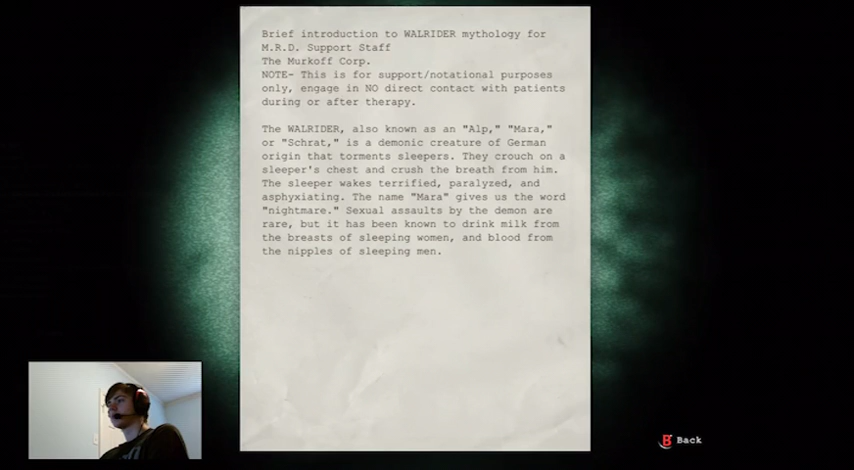 Brief introduction to WALRIDER mythology for
M.R.D. Support Staff
The Murkoff Corp.
NOTE- This is for support/notational purposes
only, engage in NO direct contact with patients
during or after therapy.
The WALRIDER, also known as an "Alp," "Mara,"
or "Schrat," is a demonic creature of German
origin that torments sleepers. They crouch on a
sleeper's chest and crush the breath from him.
The sleeper wakes terrified, paralyzed, and
asphyxiating. The name "Mara" gives us the word
"nightmare." Sexual assaults by the demon are
rare, but it has been known to drink milk from
the breasts of sleeping women, and blood from
the nipples of sleeping men.
B Back